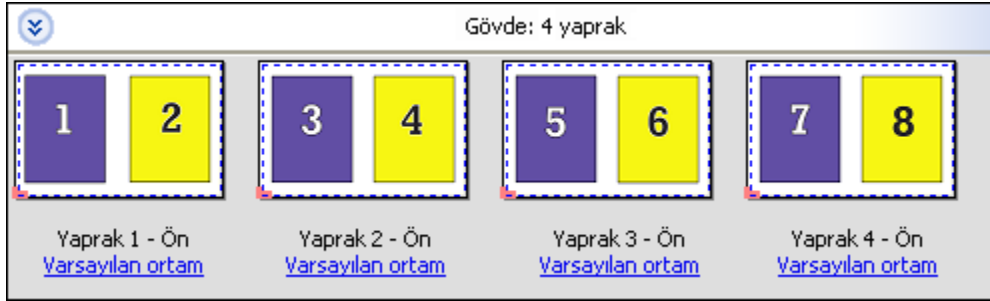 Gövde: 4 yaprak
1 2 3 4 5 6 7 8
Yaprak 1 - Ön Yaprak 2 - Ön Yaprak 3 - Ön Yaprak 4 - Ön
Varsayılan ortam Varsayılan ortam Varsayılan ortam Varsayılan ortam